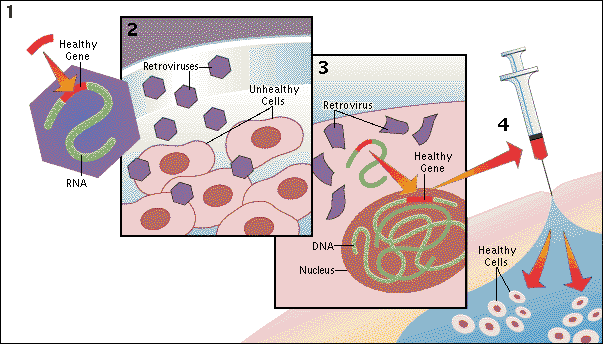 1
Healthy
Gene
RNA
2
Retroviruses
Unhealthy
Cells
3
Retrovirus
Healthy
Gene
DNA
Nucleus
4
Healthy
Cells